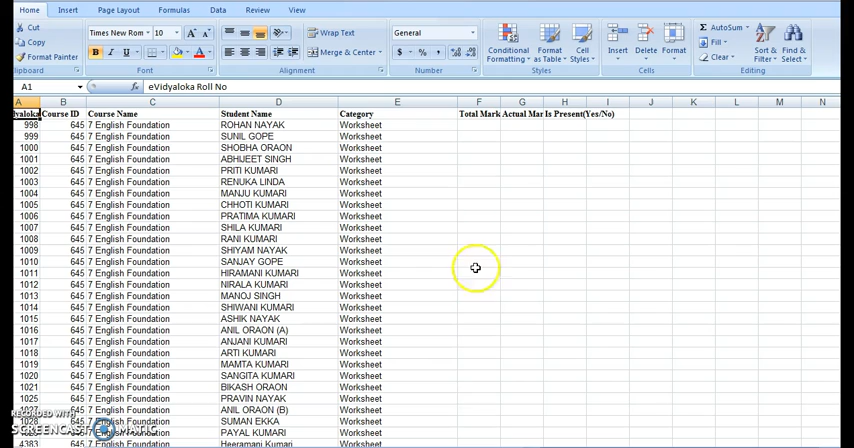 Home Insert Page Layout Formulas Data Review View
Cut
Copy
Format Painter
Clipboard
Times New Rom 10 A A
B I U A
Font
Wrap Text
Merge & Center
Alignment
General
$ % ,
Number
Conditional Formatting Format as Table Cell Styles
Styles
Insert Delete Format
Cells
AutoSum
Fill
Clear
Sort & Filter Find & Select
Editing
A1 fx eVidyaloka Roll No
A B C D E F G H I J K L M N
dyaloka Course ID Course Name Student Name Category Total Mark Actual Mar Is Present(Yes/No)
998 645 7 English Foundation ROHAN NAYAK Worksheet
999 645 7 English Foundation SUNIL GOPE Worksheet
1000 645 7 English Foundation SHOBHA ORAON Worksheet
1001 645 7 English Foundation ABHIJEET SINGH Worksheet
1002 645 7 English Foundation PRITI KUMARI Worksheet
1003 645 7 English Foundation RENUKA LINDA Worksheet
1004 645 7 English Foundation MANJU KUMARI Worksheet
1005 645 7 English Foundation CHHOTI KUMARI Worksheet
1006 645 7 English Foundation PRATIMA KUMARI Worksheet
1007 645 7 English Foundation SHILA KUMARI Worksheet
1008 645 7 English Foundation RANI KUMARI Worksheet
1009 645 7 English Foundation SHIYAM NAYAK Worksheet
1010 645 7 English Foundation SANJAY GOPE Worksheet
1011 645 7 English Foundation HIRAMANI KUMARI Worksheet
1012 645 7 English Foundation NIRALA KUMARI Worksheet
1013 645 7 English Foundation MANOJ SINGH Worksheet
1014 645 7 English Foundation SHIWANI KUMARI Worksheet
1015 645 7 English Foundation ASHIK NAYAK Worksheet
1016 645 7 English Foundation ANIL ORAON (A) Worksheet
1017 645 7 English Foundation ANJANI KUMARI Worksheet
1018 645 7 English Foundation ARTI KUMARI Worksheet
1019 645 7 English Foundation MAMTA KUMARI Worksheet
1020 645 7 English Foundation SANGITA KUMARI Worksheet
1021 645 7 English Foundation BIKASH ORAON Worksheet
1025 645 7 English Foundation PRAVIN NAYAK Worksheet
1027 645 7 English Foundation ANIL ORAON (B) Worksheet
1028 645 7 English Foundation SUMAN EKKA Worksheet
645 7 English Foundation PAYAL KUMARI Worksheet
4383 645 7 English Foundation Heeramani Kumari Worksheet
RECORDED WITH
SCREENCAST MATIC